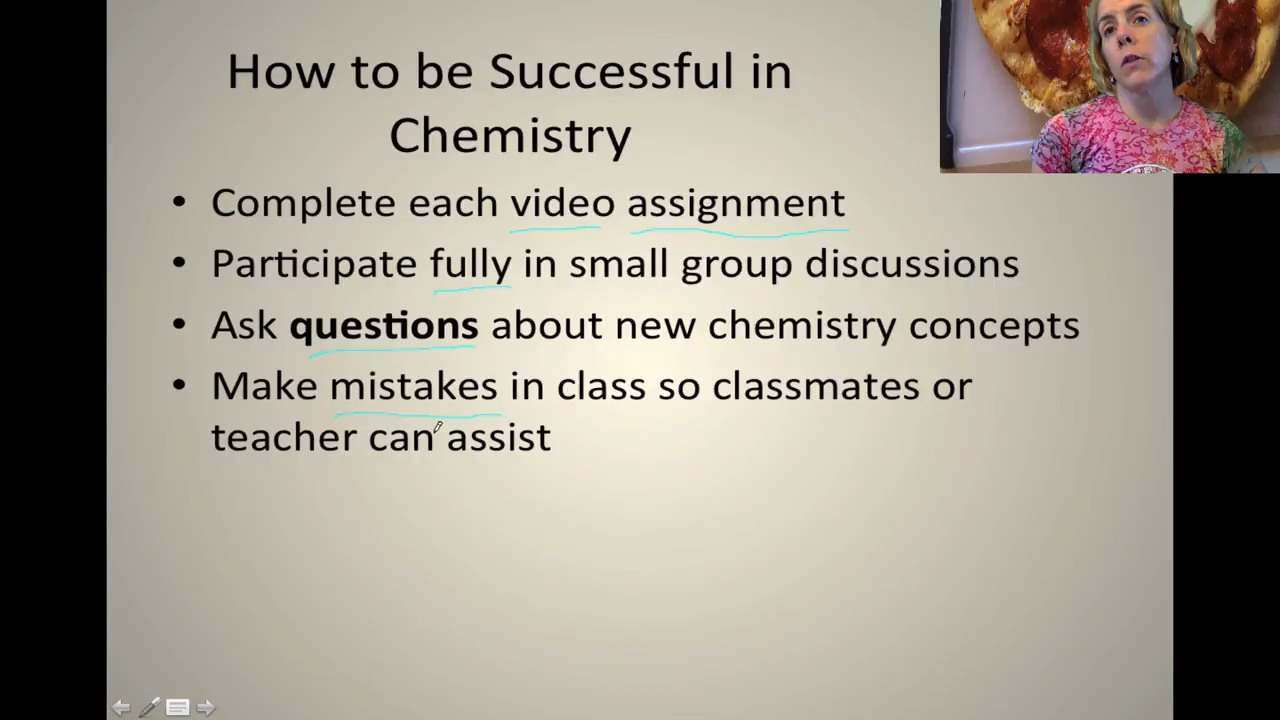 How to be Successful in
Chemistry
• Complete each video assignment
• Participate fully in small group discussions
• Ask questions about new chemistry concepts
• Make mistakes in class so classmates or
teacher can assist